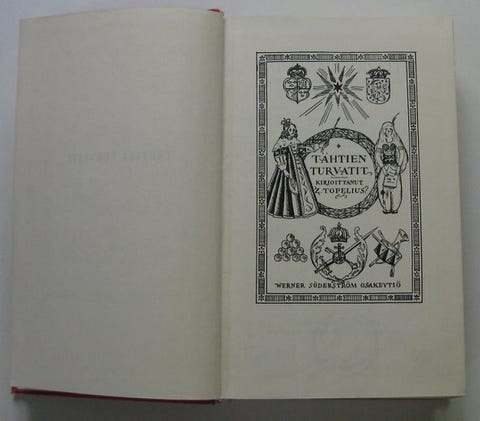 TÄHTIEN
TURVATIT
KIRJOITTANUT
Z. TOPELIUS
WERNER SÖDERSTRÖM OSAKEYTIÖ